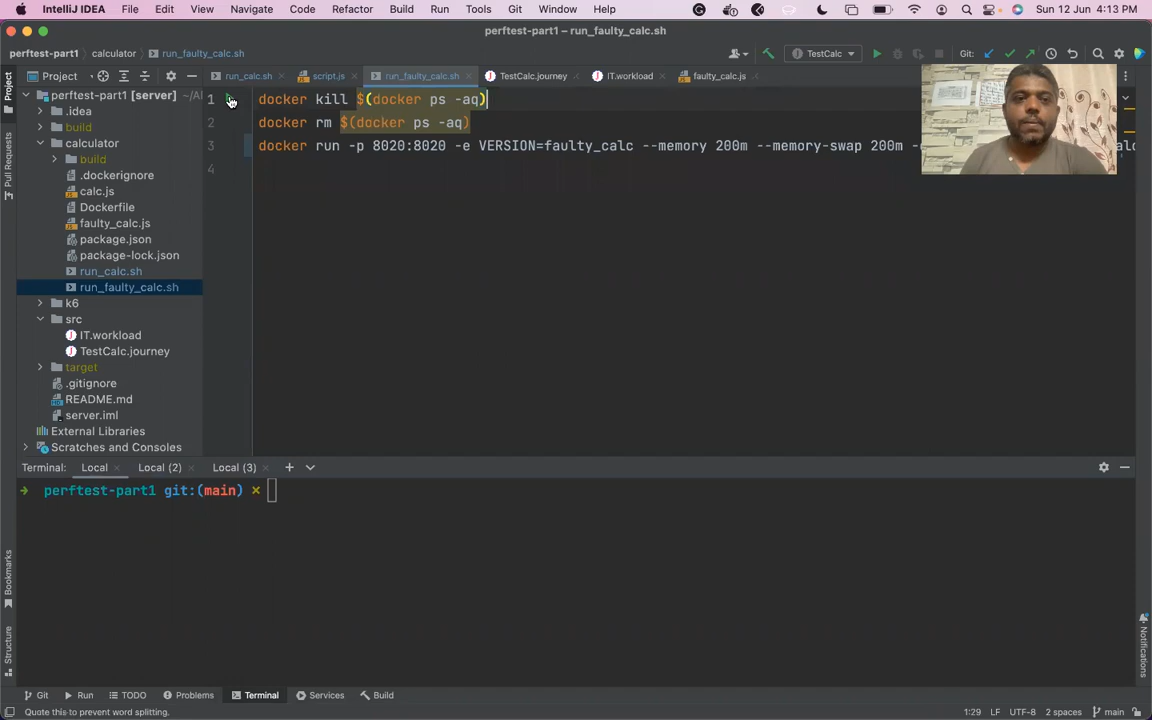 IntelliJ IDEA File Edit View Navigate Code Refactor Build Run Tools Git Window Help Sun 12 Jun 4:13 PM
perftest-part1 – run_faulty_calc.sh
perftest-part1 calculator run_faulty_calc.sh TestCalc Git:
Project run_calc.sh script.js run_faulty_calc.sh TestCalc.journey IT.workload faulty_calc.js
Project
Pull Requests
perftest-part1 [server]
.idea
build
calculator
build
.dockerignore
calc.js
Dockerfile
faulty_calc.js
package.json
package-lock.json
run_calc.sh
run_faulty_calc.sh
k6
src
IT.workload
TestCalc.journey
target
.gitignore
README.md
server.iml
External Libraries
Scratches and Consoles
1 docker kill $(docker ps -aq)
2 docker rm $(docker ps -aq)
3 docker run -p 8020:8020 -e VERSION=faulty_calc --memory 200m --memory-swap 200m
4
Terminal: Local Local (2) Local (3)
perftest-part1 git:(main)
Bookmarks
Structure
Notifications
Git Run TODO Problems Terminal Services Build
Quote this to prevent word splitting. 1:29 LF UTF-8 2 spaces main